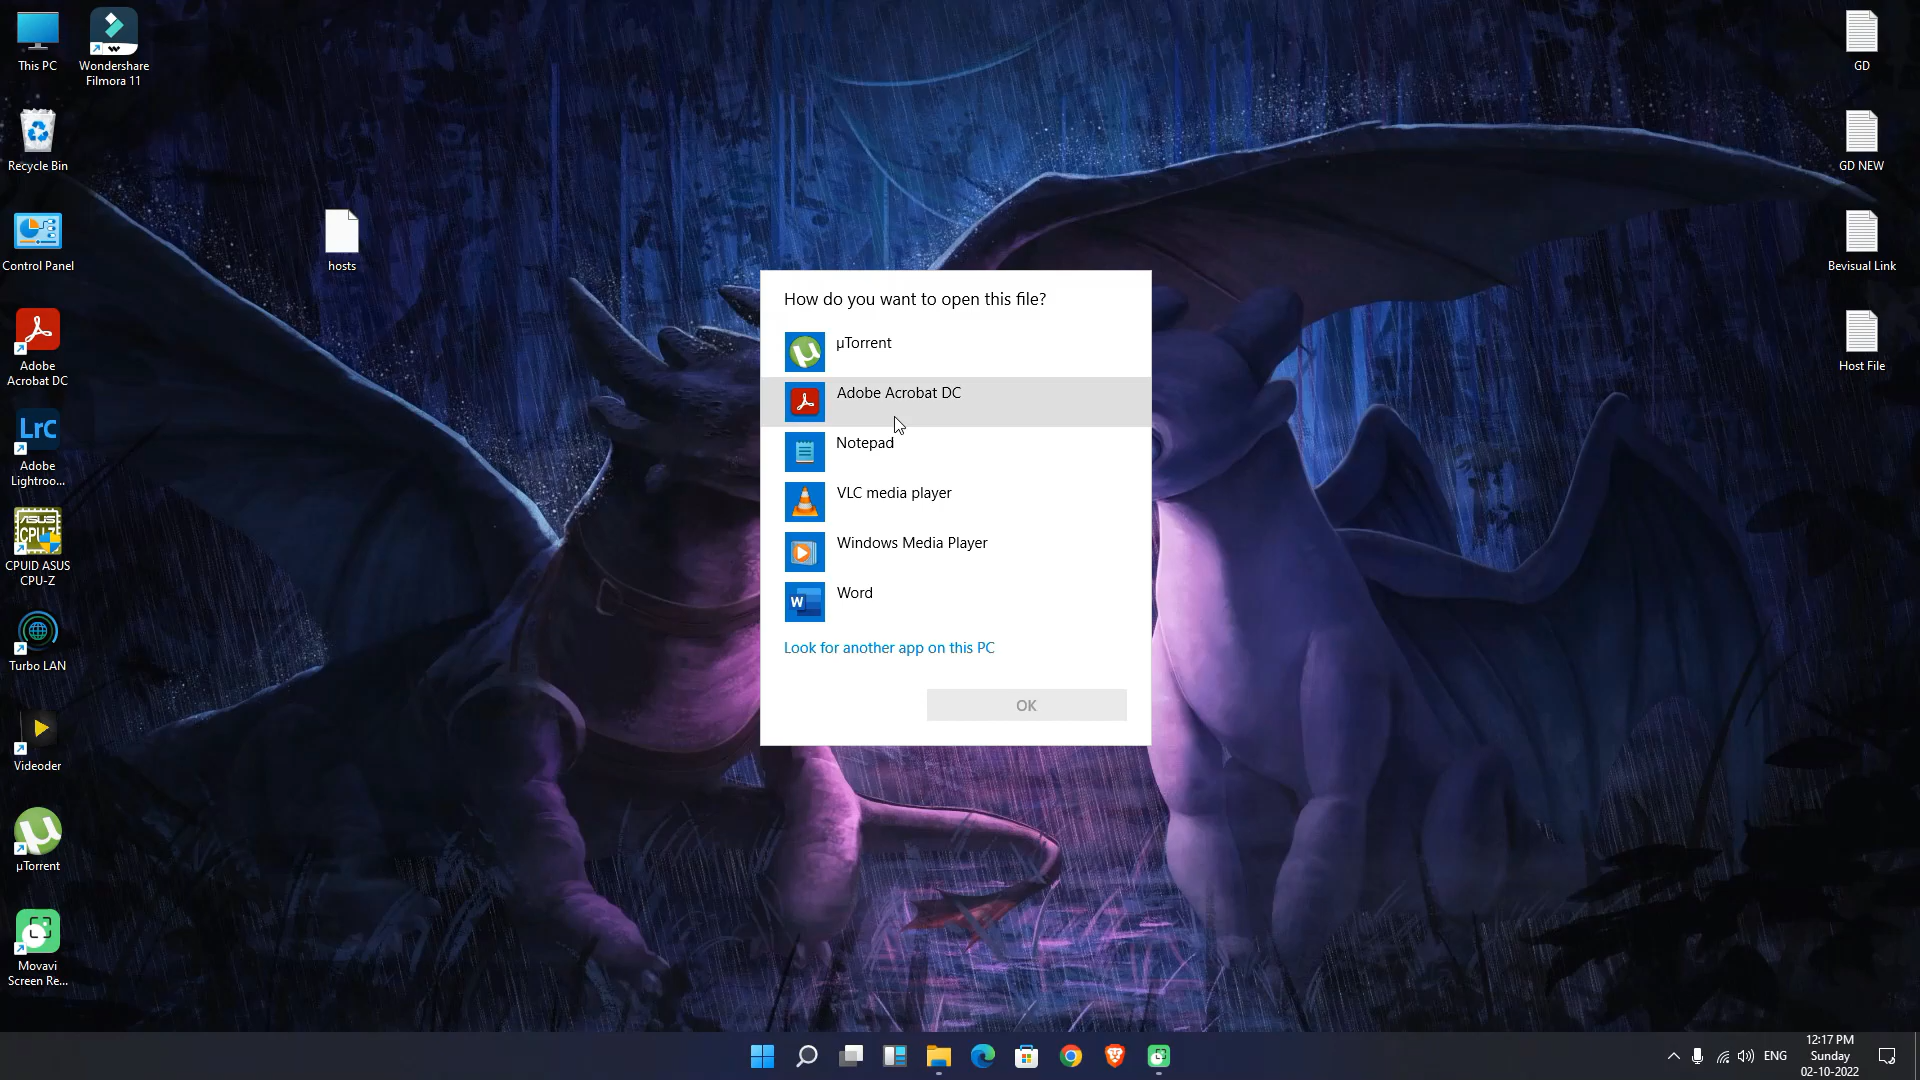 This PC
Wondershare
Filmora 11
Recycle Bin
Control Panel
Adobe
Acrobat DC
LrC
Adobe
Lightroo...
ASUS
CPU-Z
CPUID ASUS
CPU-Z
Turbo LAN
Videoder
µTorrent
Movavi
Screen Re...
hosts
How do you want to open this file?
µTorrent
Adobe Acrobat DC
Notepad
VLC media player
Windows Media Player
W
Word
Look for another app on this PC
OK
GD
GD NEW
Bevisual Link
Host File
ENG
12:17 PM
Sunday
02-10-2022